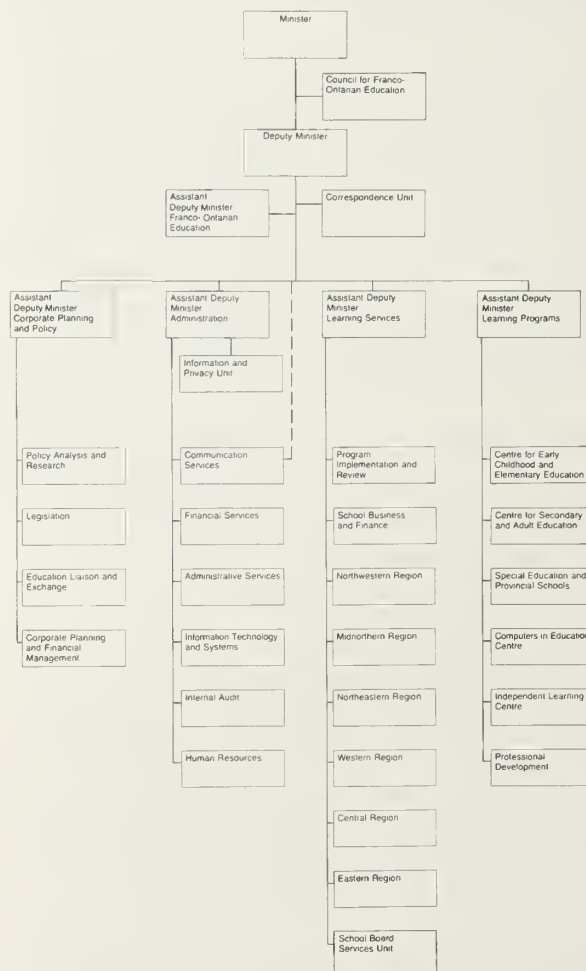 Minister
Council for Franco-
Ontarian Education
Deputy Minister
Assistant
Deputy Minister
Franco-Ontarian
Education
Correspondence Unit
Assistant
Deputy Minister
Corporate Planning
and Policy
Assistant Deputy
Minister
Administration
Assistant Deputy
Minister
Learning Services
Assistant Deputy
Minister
Learning Programs
Information and
Privacy Unit
Policy Analysis and
Research
Legislation
Education Liaison and
Exchange
Corporate Planning
and Financial
Management
Communication
Services
Financial Services
Administrative Services
Information Technology
and Systems
Internal Audit
Human Resources
Program
Implementation and
Review
School Business
and Finance
Northwestern Region
Midnorthern Region
Northeastern Region
Western Region
Central Region
Eastern Region
School Board
Services Unit
Centre for Early
Childhood and
Elementary Education
Centre for Secondary
and Adult Education
Special Education and
Provincial Schools
Computers in Education
Centre
Independent Learning
Centre
Professional
Development